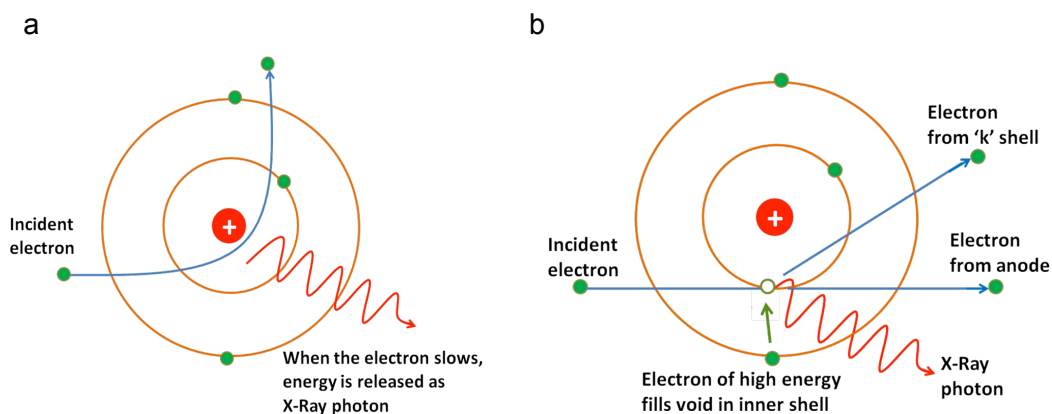 a
+
Incident
electron
When the electron slows,
energy is released as
X-Ray photon
b
+
Electron
from ‘k’ shell
Incident
electron
Electron
from anode
Electron of high energy
fills void in inner shell
X-Ray
photon